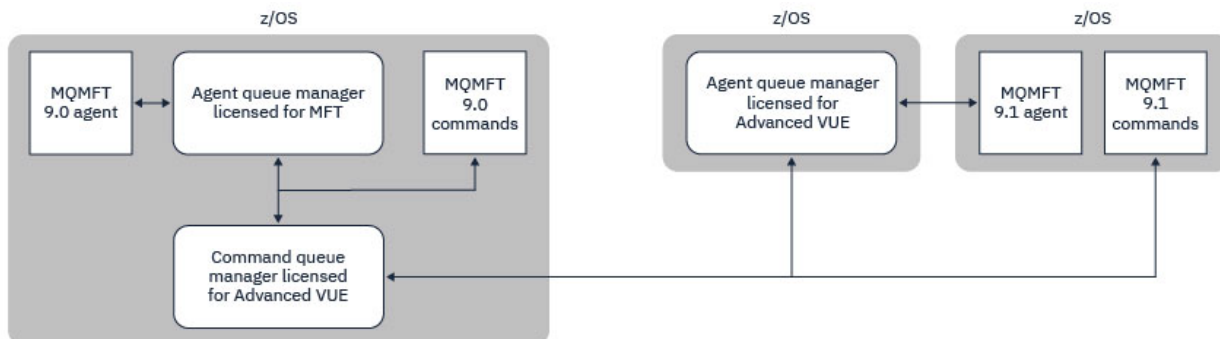 z/OS
MQMFT
9.0 agent
Agent queue manager
licensed for MFT
MQMFT
9.0
commands
Command queue
manager licensed
for Advanced VUE
z/OS
Agent queue manager
licensed for
Advanced VUE
z/OS
MQMFT
9.1 agent
MQMFT
9.1
commands